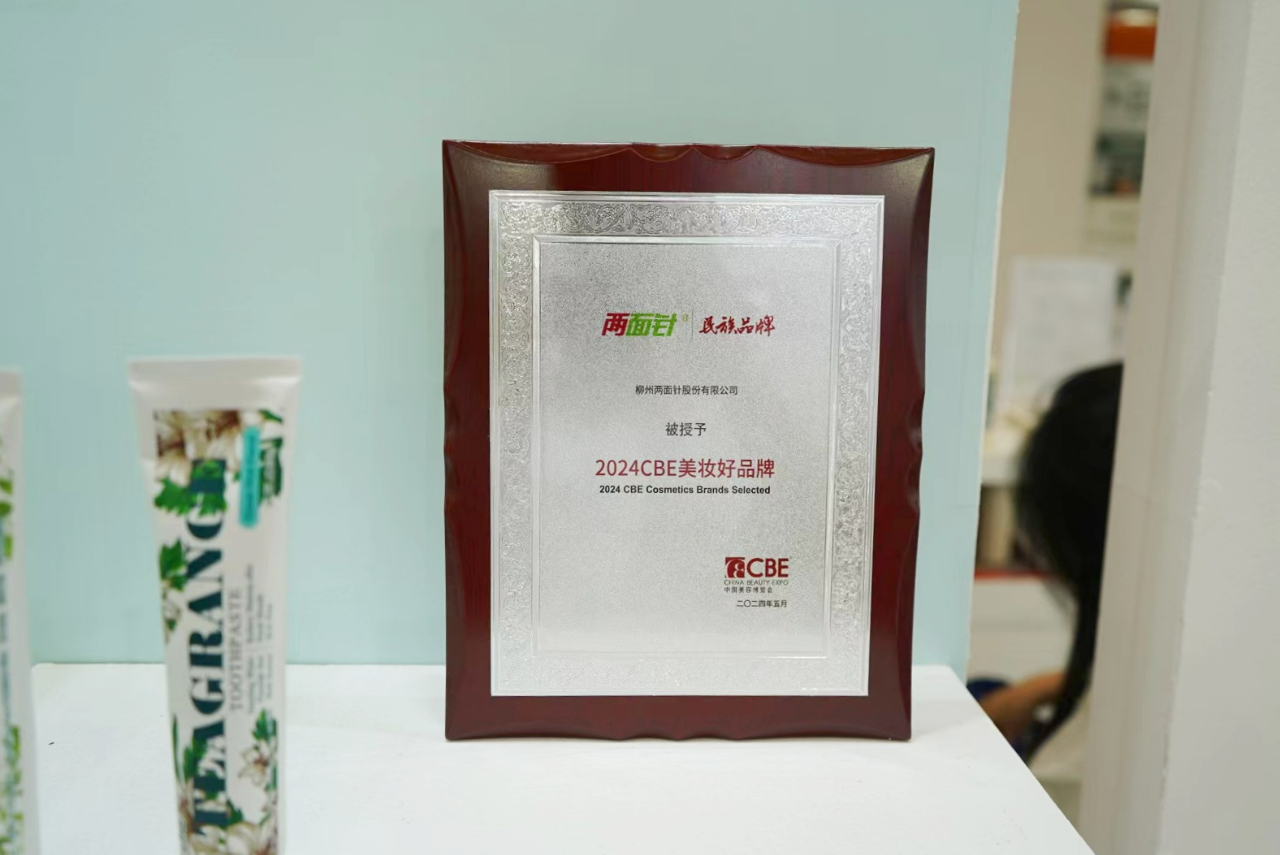 两面针® 民族品牌
柳州两面针股份有限公司
被授予
2024CBE美妆好品牌
2024 CBE Cosmetics Brands Selected
CBE
CHINA BEAUTY EXPO
中国美容博览会
二〇二四年五月
TEAGRANCE
TOOTHPASTE